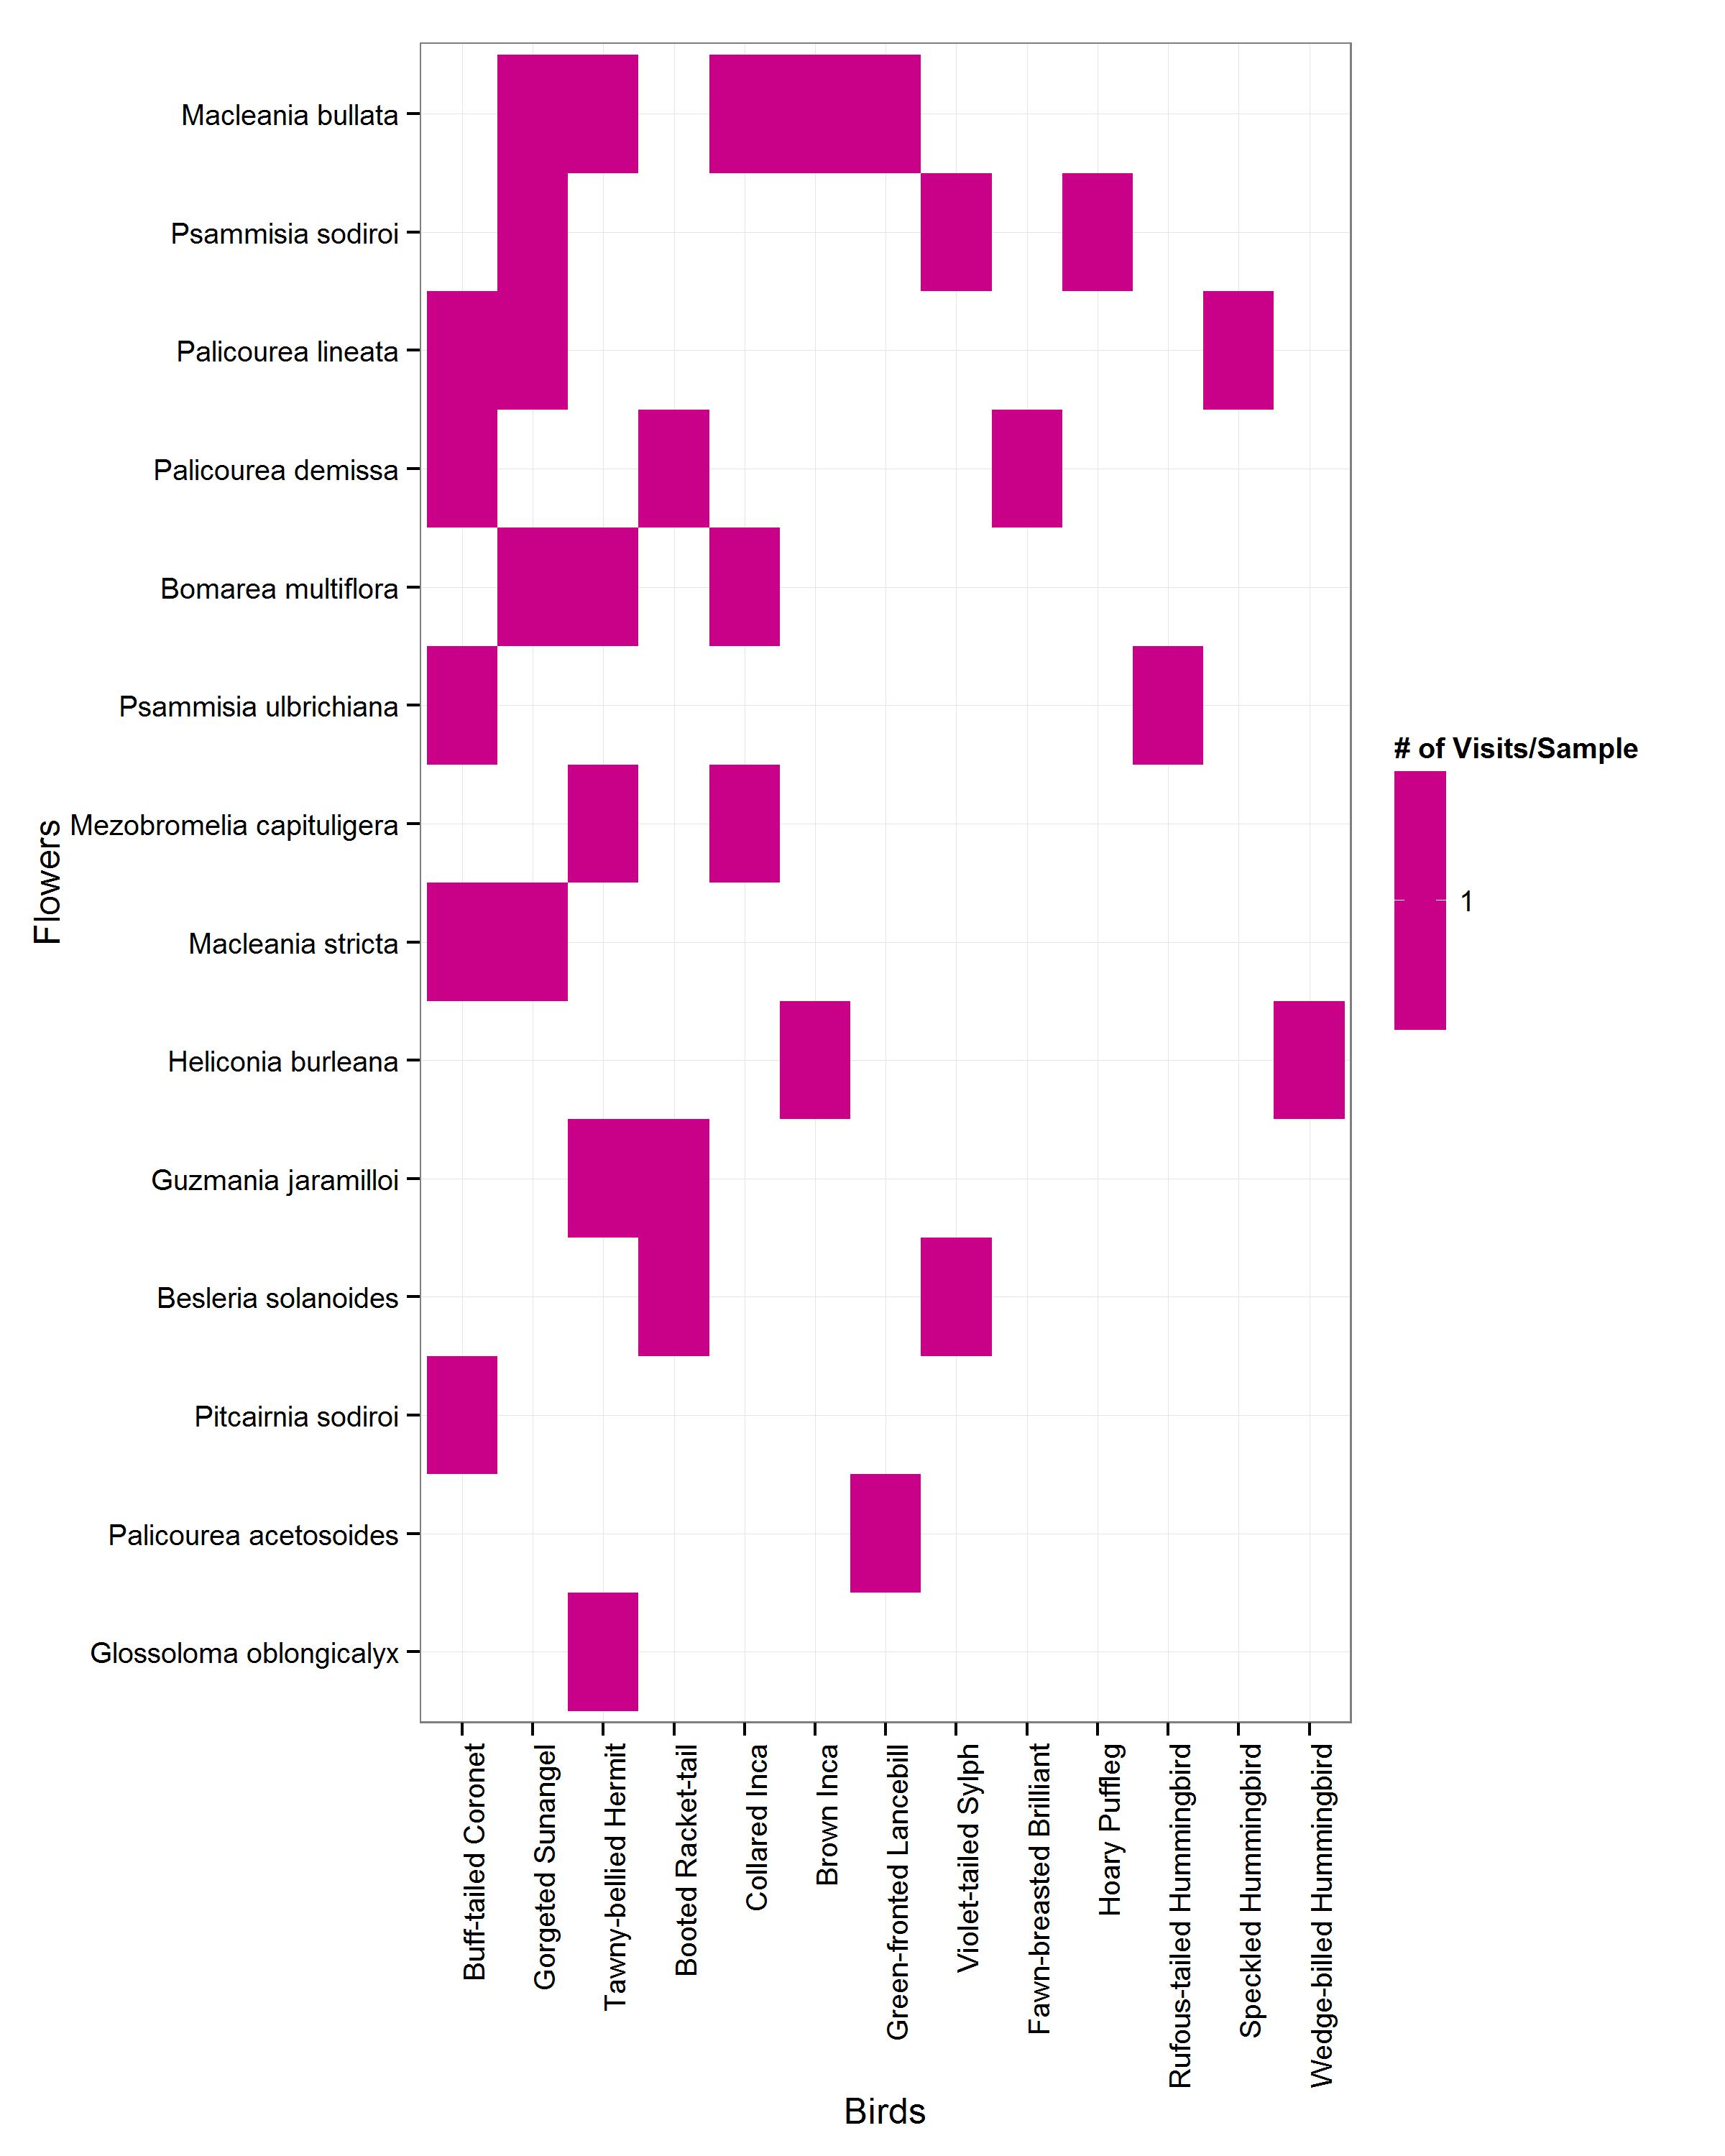 Macleania bullata
Psammisia sodiroi
Palicourea lineata
Palicourea demissa
Bomarea multiflora
Psammisia ulbrichiana
Mezobromelia capituligera
Macleania stricta
Heliconia burleana
Guzmania jaramilloi
Besleria solanoides
Pitcairnia sodiroi
Palicourea acetosoides
Glossoloma oblongicalyx
Flowers
# of Visits/Sample
1
Buff-tailed Coronet
Gorgeted Sunangel
Tawny-bellied Hermit
Booted Racket-tail
Collared Inca
Brown Inca
Green-fronted Lancebill
Violet-tailed Sylph
Fawn-breasted Brilliant
Hoary Puffleg
Rufous-tailed Hummingbird
Speckled Hummingbird
Wedge-billed Hummingbird
Birds